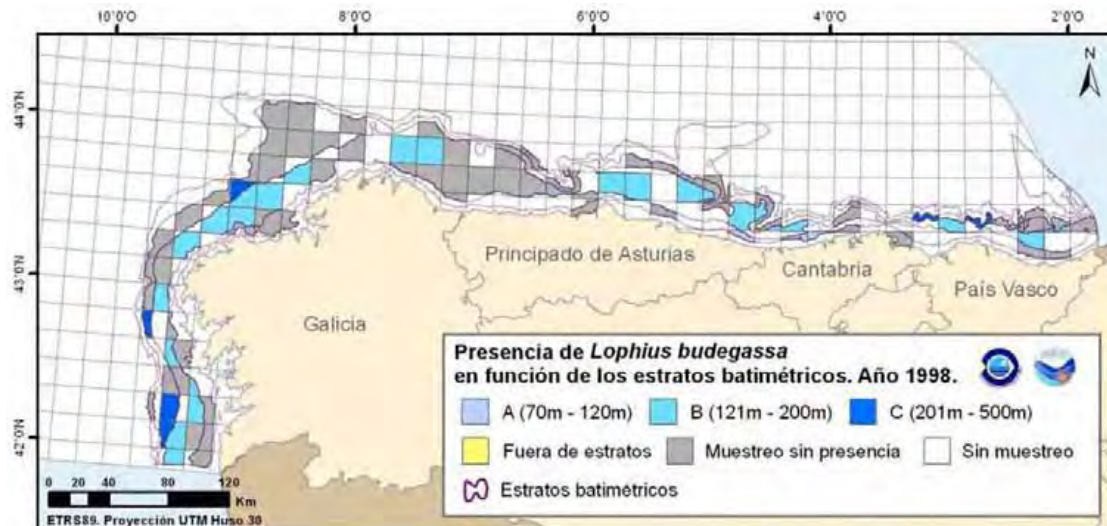 10°0'O 8°0'O 6°0'O 4°0'O 2°0'O
N
44°0'N
43°0'N
42°0'N
Principado de Asturias
Cantabria
País Vasco
Galicia
Presencia de Lophius budegassa
en función de los estratos batimétricos. Año 1998.
A (70m - 120m) B (121m - 200m) C (201m - 500m)
Fuera de estratos Muestreo sin presencia Sin muestreo
Estratos batimétricos
0 20 40 80 120
Km
ETRS89. Proyección UTM Huso 30